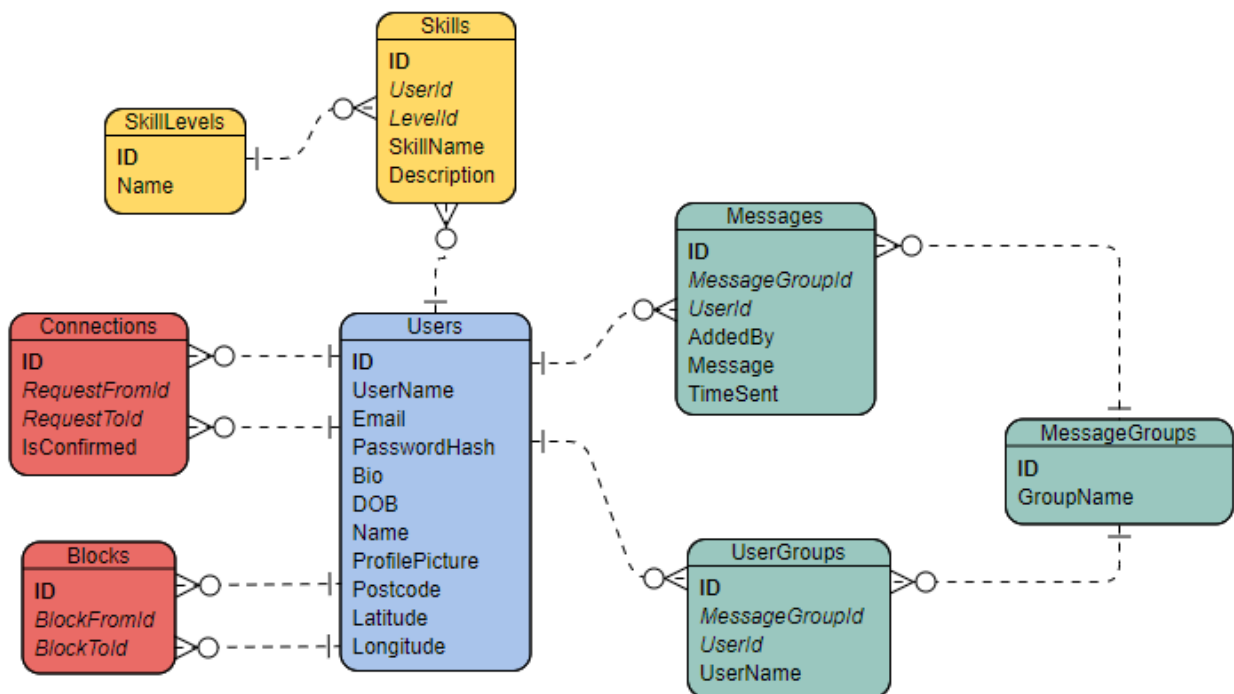 Skills
ID
UserId
LevelId
SkillName
Description
SkillLevels
ID
Name
Messages
ID
MessageGroupId
UserId
AddedBy
Message
TimeSent
Connections
ID
RequestFromId
RequestToId
IsConfirmed
Users
ID
UserName
Email
PasswordHash
Bio
DOB
Name
ProfilePicture
Postcode
Latitude
Longitude
MessageGroups
ID
GroupName
Blocks
ID
BlockFromId
BlockToId
UserGroups
ID
MessageGroupId
UserId
UserName